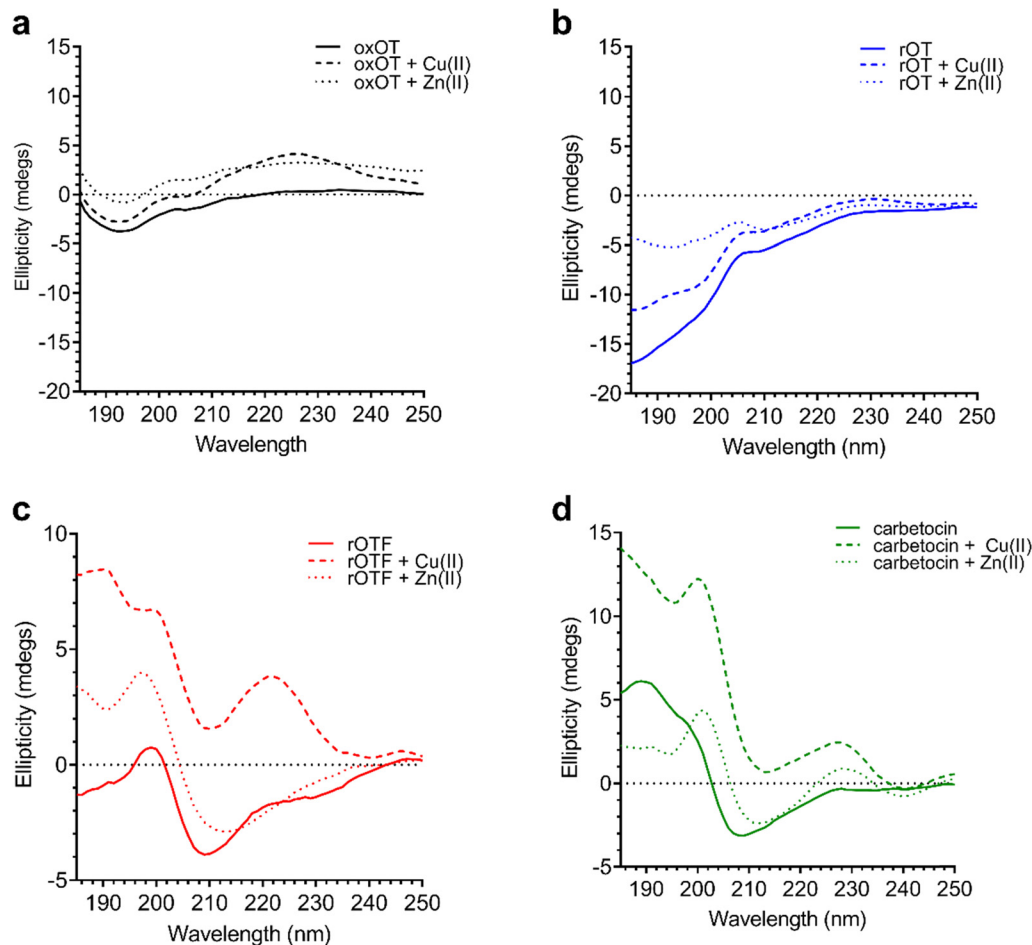 a
oxOT
oxOT + Cu(II)
oxOT + Zn(II)
Ellipticity (mdegs)
15
10
5
0
-5
-10
-15
-20
190 200 210 220 230 240 250
Wavelength
b
rOT
rOT + Cu(II)
rOT + Zn(II)
Ellipticity (mdegs)
15
10
5
0
-5
-10
-15
-20
190 200 210 220 230 240 250
Wavelength (nm)
c
rOTF
rOTF + Cu(II)
rOTF + Zn(II)
Ellipticity (mdegs)
10
5
0
-5
190 200 210 220 230 240 250
Wavelength (nm)
d
carbetocin
carbetocin + Cu(II)
carbetocin + Zn(II)
Ellipticity (mdegs)
15
10
5
0
-5
190 200 210 220 230 240 250
Wavelength (nm)